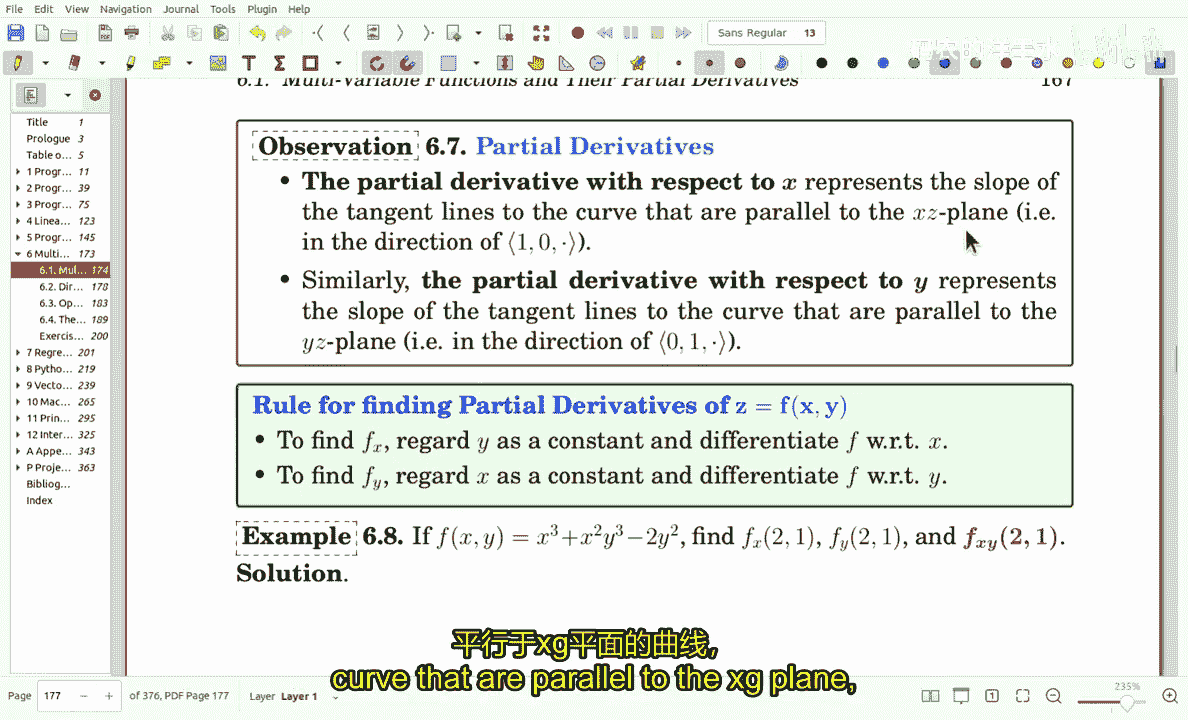 File Edit View Navigation Journal Tools Plugin Help
Sans Regular 13
6.1. Multi-Variable Functions and Their Partial Derivatives 167
Title 1
Prologue 3
Table o... 5
1 Progr... 11
2 Progr... 39
3 Progr... 75
4 Linea... 123
5 Progr... 145
6 Multi... 173
6.1. Mul... 174
6.2. Dir... 178
6.3. Op... 183
6.4. The... 189
Exercis... 200
7 Regre... 201
8 Pytho... 219
9 Vecto... 239
10 Mac... 265
11 Prin... 295
12 Inter... 325
A Appe... 343
P Proje... 363
Bibliog...
Index
Observation 6.7. Partial Derivatives
• The partial derivative with respect to x represents the slope of
the tangent lines to the curve that are parallel to the xz-plane (i.e.
in the direction of ⟨1, 0, ·⟩).
• Similarly, the partial derivative with respect to y represents
the slope of the tangent lines to the curve that are parallel to the
yz-plane (i.e. in the direction of ⟨0, 1, ·⟩).
Rule for finding Partial Derivatives of z = f(x, y)
• To find fₓ, regard y as a constant and differentiate f w.r.t. x.
• To find f_y, regard x as a constant and differentiate f w.r.t. y.
Example 6.8. If f(x, y) = x³+x²y³−2y², find fₓ(2, 1), f_y(2, 1), and f_xy(2, 1).
Solution.
平行于xg平面的曲线，
curve that are parallel to the xg plane,
Page 177 − + of 376, PDF Page 177 Layer Layer 1
235%